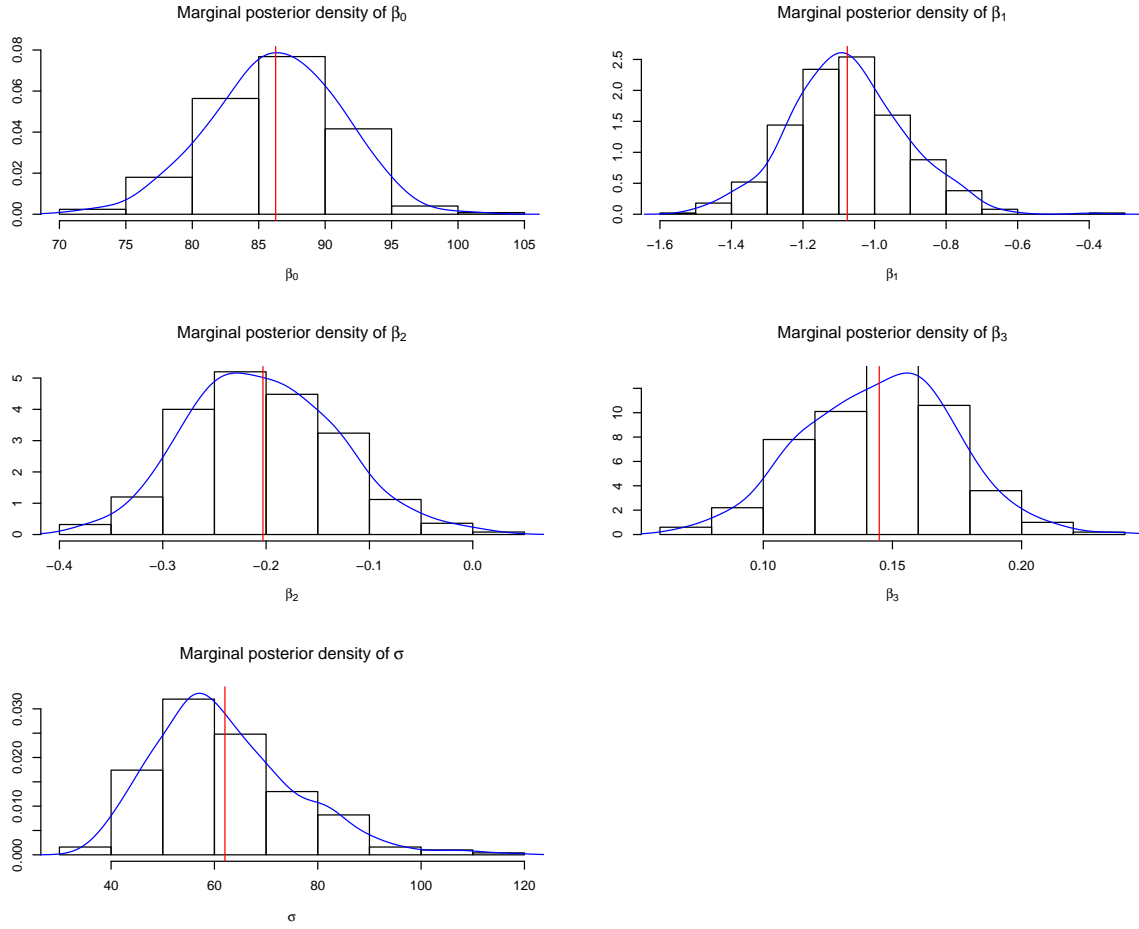 Marginal posterior density of β0
0.00 0.02 0.04 0.06 0.08
70 75 80 85 90 95 100 105
β0
Marginal posterior density of β1
0.0 0.5 1.0 1.5 2.0 2.5
−1.6 −1.4 −1.2 −1.0 −0.8 −0.6 −0.4
β1
Marginal posterior density of β2
0 1 2 3 4 5
−0.4 −0.3 −0.2 −0.1 0.0
β2
Marginal posterior density of β3
0 2 4 6 8 10
0.10 0.15 0.20
β3
Marginal posterior density of σ
0.000 0.010 0.020 0.030
40 60 80 100 120
σ